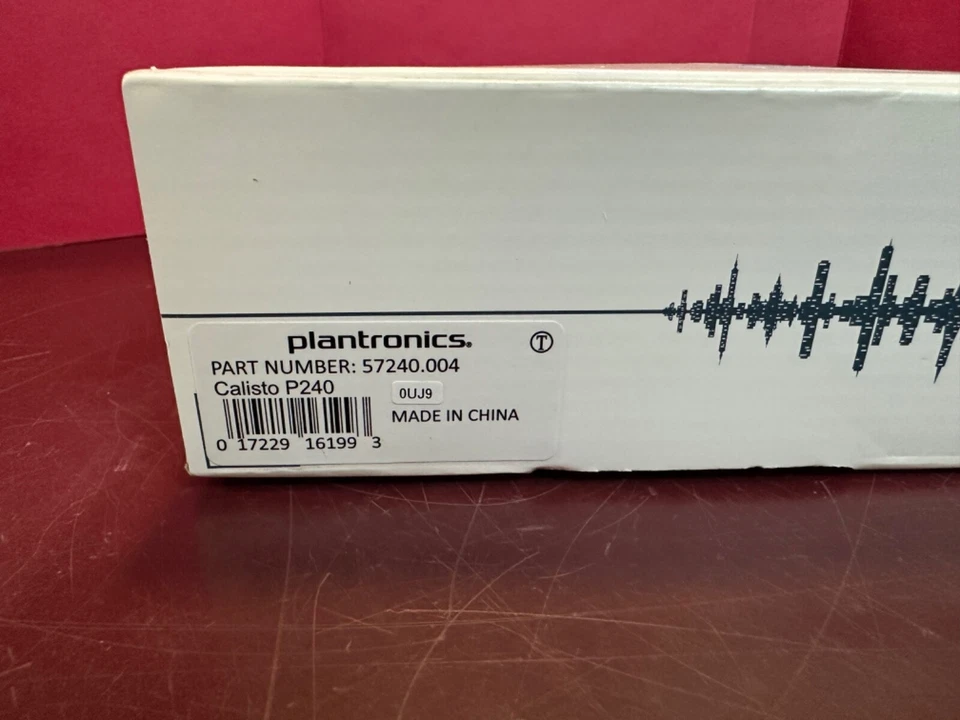 plantronics®
T
PART NUMBER: 57240.004
Calisto P240
0UJ9
MADE IN CHINA
0 17229 16199 3